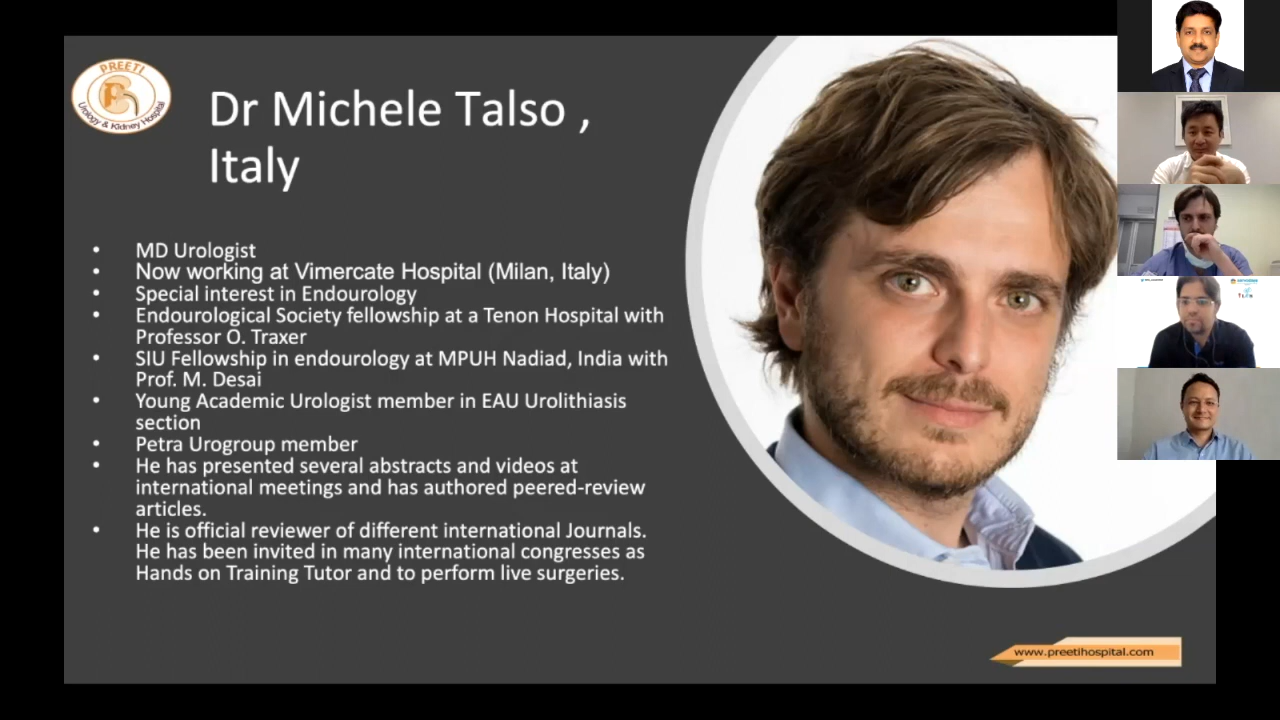 PREETI
Urology & Kidney Hospital
Dr Michele Talso ,
Italy
• MD Urologist
• Now working at Vimercate Hospital (Milan, Italy)
• Special interest in Endourology
• Endourological Society fellowship at a Tenon Hospital with
Professor O. Traxer
• SIU Fellowship in endourology at MPUH Nadiad, India with
Prof. M. Desai
• Young Academic Urologist member in EAU Urolithiasis
section
• Petra Urogroup member
• He has presented several abstracts and videos at
international meetings and has authored peered-review
articles.
• He is official reviewer of different international Journals.
He has been invited in many international congresses as
Hands on Training Tutor and to perform live surgeries.
www.preetihospital.com